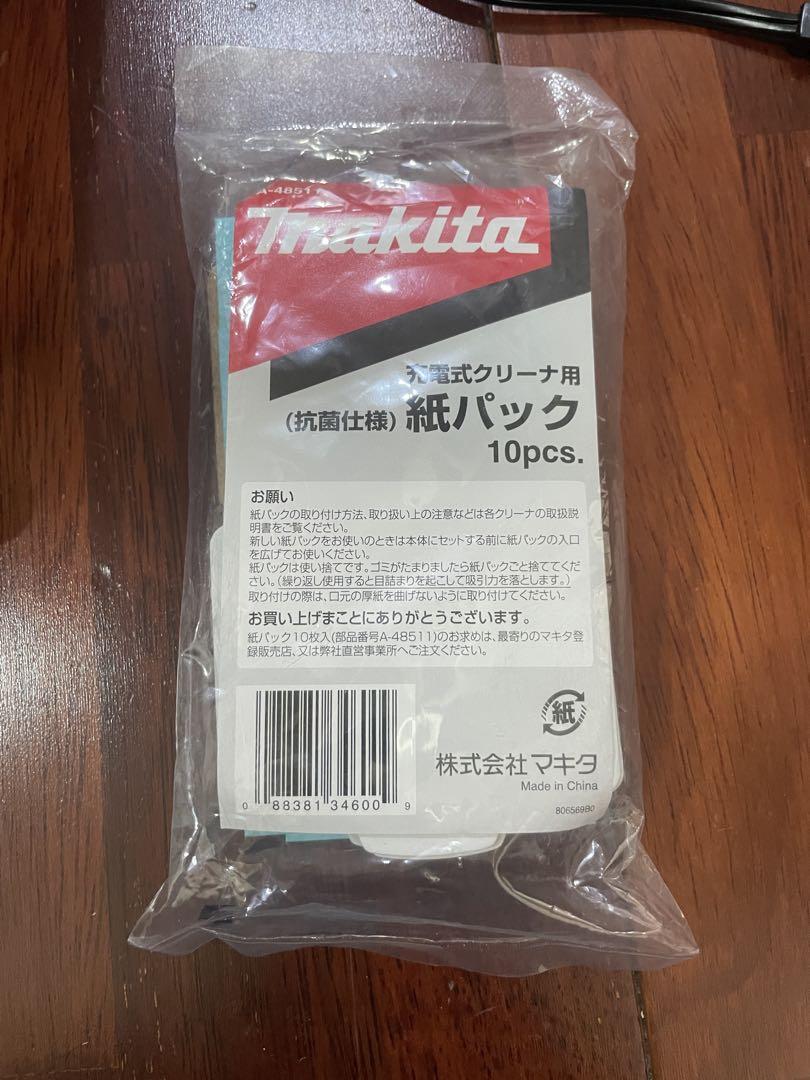 A-48511
makita
充電式クリーナ用
(抗菌仕様) 紙パック
10pcs.
お願い
紙パックの取り付け方法、取り扱い上の注意などは各クリーナの取扱説
明書をご覧ください。
新しい紙パックをお使いのときは本体にセットする前に紙パックの入口
を広げてお使いください。
紙パックは使い捨てです。ゴミがたまりましたら紙パックごと捨ててくだ
さい。(繰り返し使用すると目詰まりを起こして吸引力を落とします。)
取り付けの際は、口元の厚紙を曲げないように取り付けてください。
お買い上げまことにありがとうございます。
紙パック10枚入(部品番号A-48511)のお求めは、最寄りのマキタ登
録販売店、又は弊社直営事業所へご注文ください。
紙
株式会社マキタ
Made in China
0 88381 34600 9
806569B0